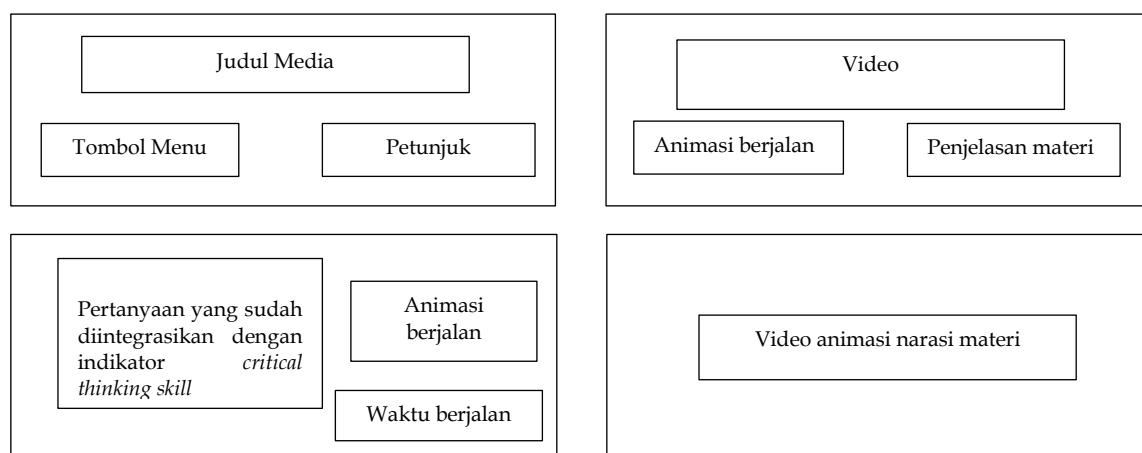 Judul Media
Tombol Menu
Petunjuk
Video
Animasi berjalan
Penjelasan materi
Pertanyaan yang sudah
diintegrasikan dengan
indikator critical
thinking skill
Animasi
berjalan
Waktu berjalan
Video animasi narasi materi